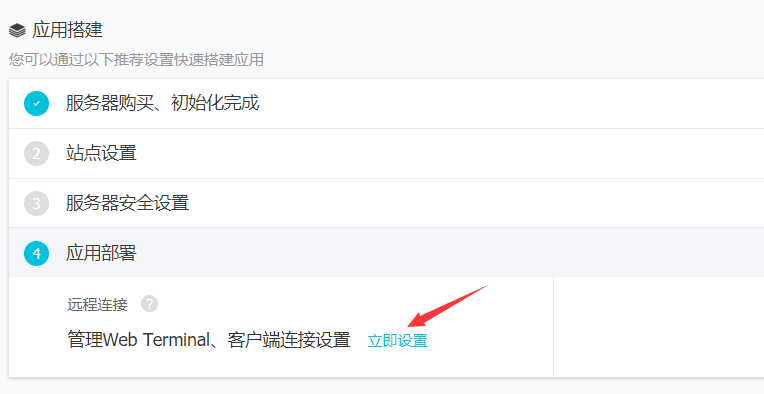 应用搭建
您可以通过以下推荐设置快速搭建应用
服务器购买、初始化完成
2 站点设置
3 服务器安全设置
4 应用部署
远程连接 ?
管理Web Terminal、客户端连接设置 立即设置